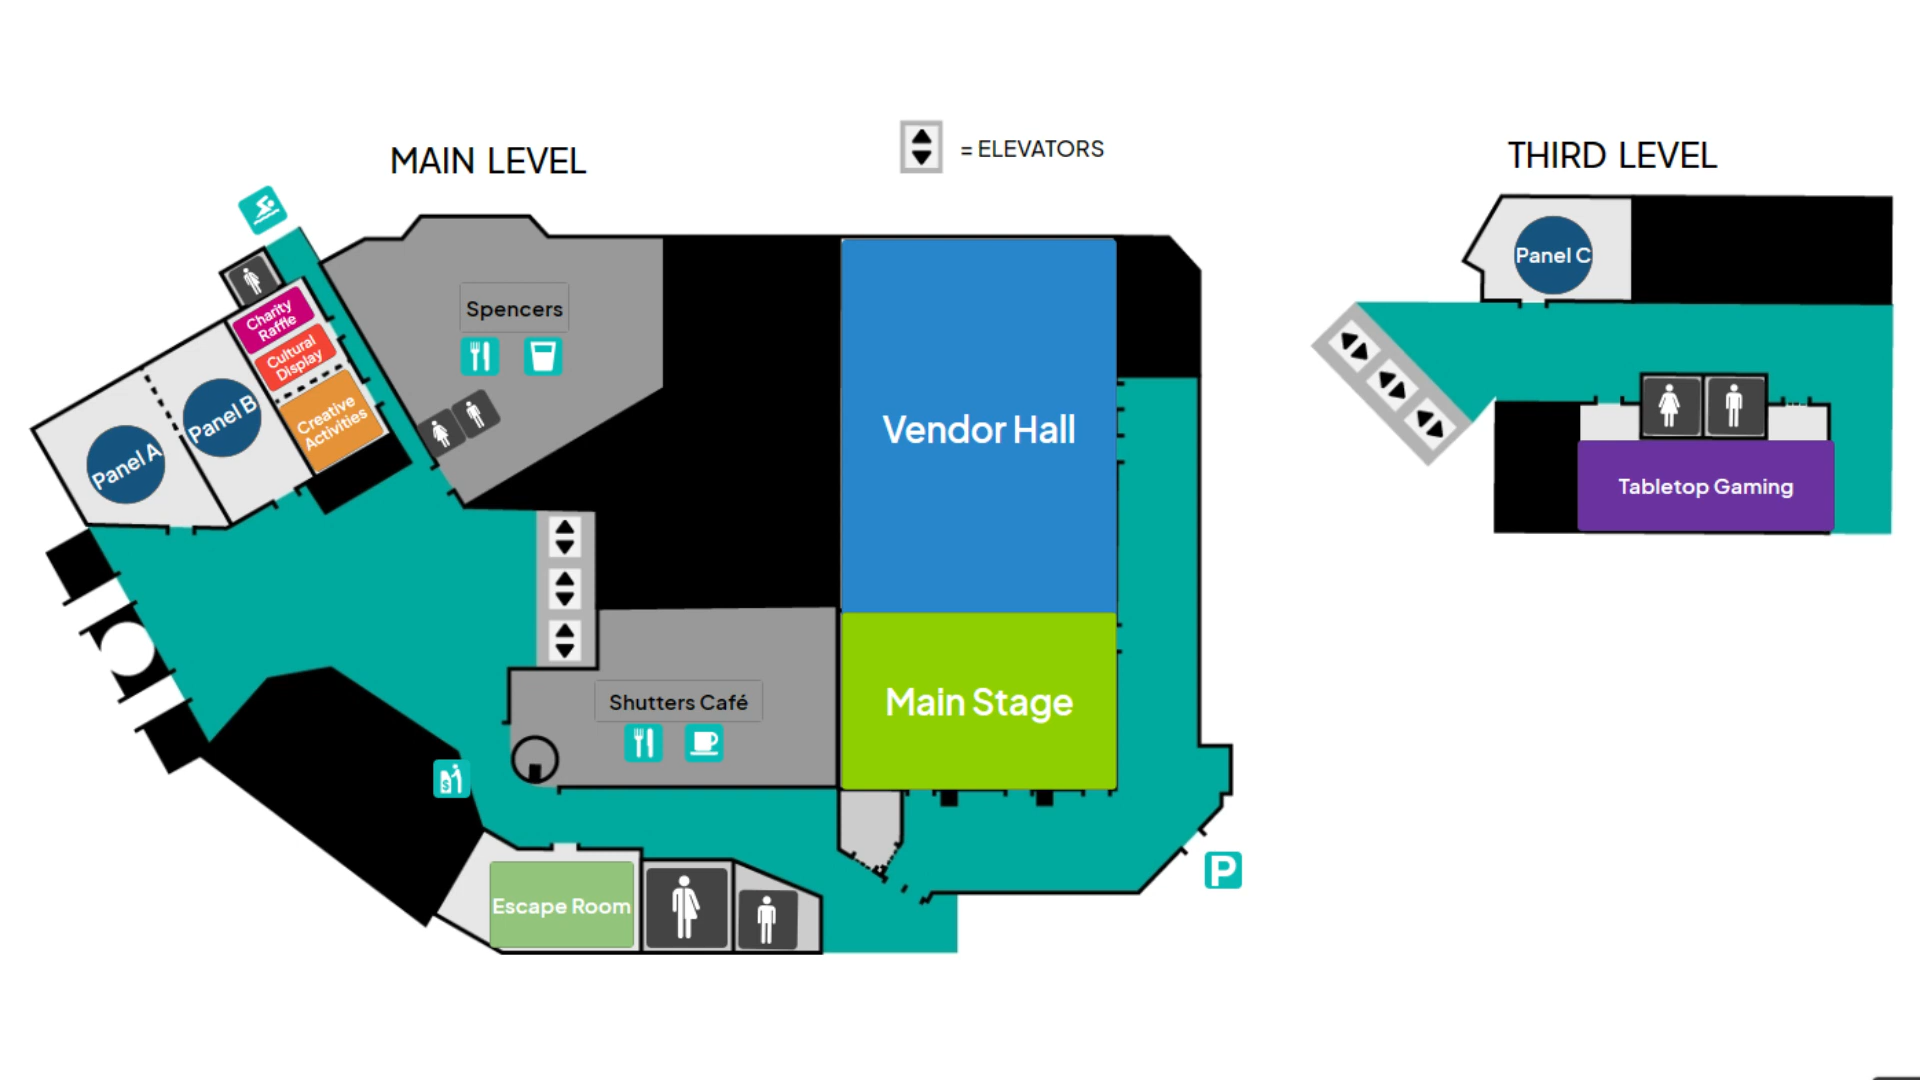 MAIN LEVEL
= ELEVATORS
THIRD LEVEL
Charity
Raffle
Cultural
Display
Creative
Activities
Panel A
Panel B
Spencers
Vendor Hall
Main Stage
Shutters Café
$
Escape Room
P
Panel C
Tabletop Gaming